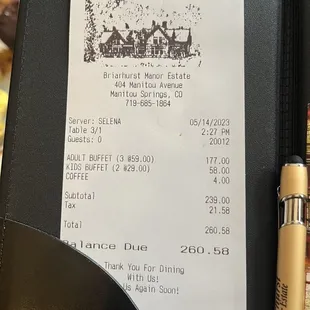 Briarhurst Manor Estate
404 Manitou Avenue
Manitou Springs, CO
719-685-1864
Server: SELENA 05/14/2023
Table 3/1 2:27 PM
Guests: 0 20012
ADULT BUFFET (3 @59.00) 177.00
KIDS BUFFET (2 @29.00) 58.00
COFFEE 4.00
Subtotal 239.00
Tax 21.58
Total 260.58
Balance Due 260.58
Thank You For Dining
With Us!
Us Again Soon!
Estate